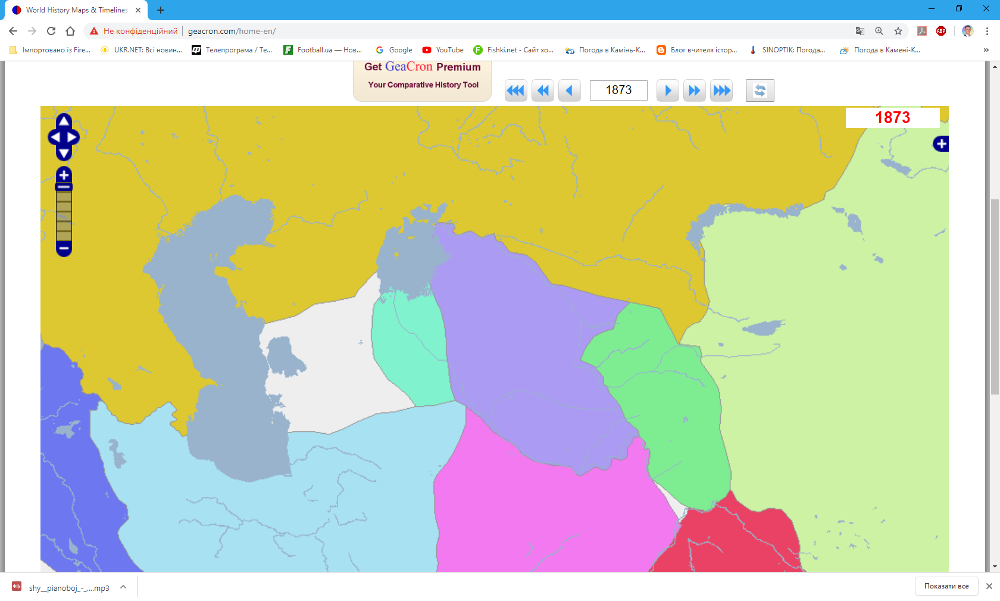 World History Maps & Timelines
Не конфіденційний
geacron.com/home-en/
ABP
Імпортовано із Fire...
UKR.NET: Всі новин...
Телепрограма / Те...
Football.ua — Нов...
Google
YouTube
Fishki.net - Сайт хо...
Погода в Камінь-К...
Блог вчителя істор...
SINOPTIK: Погода...
Погода в Камені-К...
»
Get GeaCron Premium
Your Comparative History Tool
1873
1873
shy__pianoboj_-_....mp3
Показати все